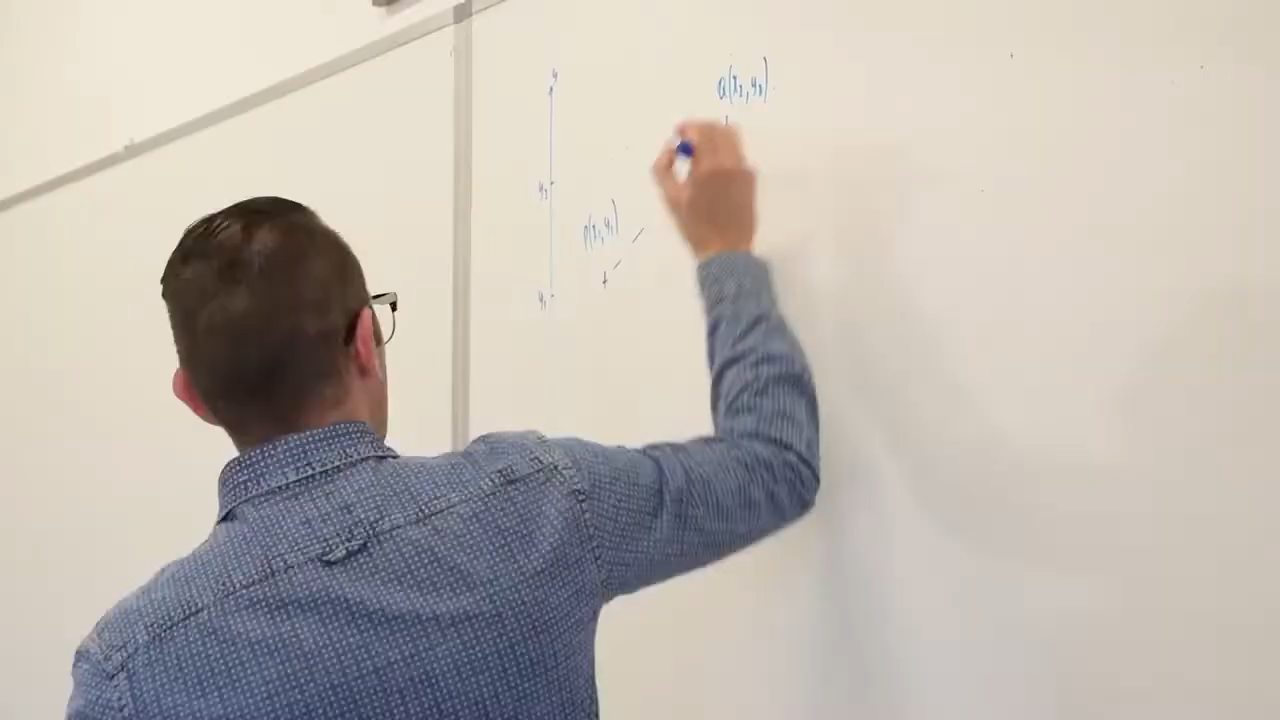 y
Q(x₂,y₂)
y₂
P(x₁,y₁)
y₁